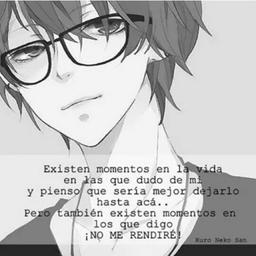 Existen momentos en la vida
en las que dudo de mi
y pienso que sería mejor dejarlo
hasta acá..
Pero también existen momentos en
los que digo
¡NO ME RENDIRÉ!
Kuro Neko San